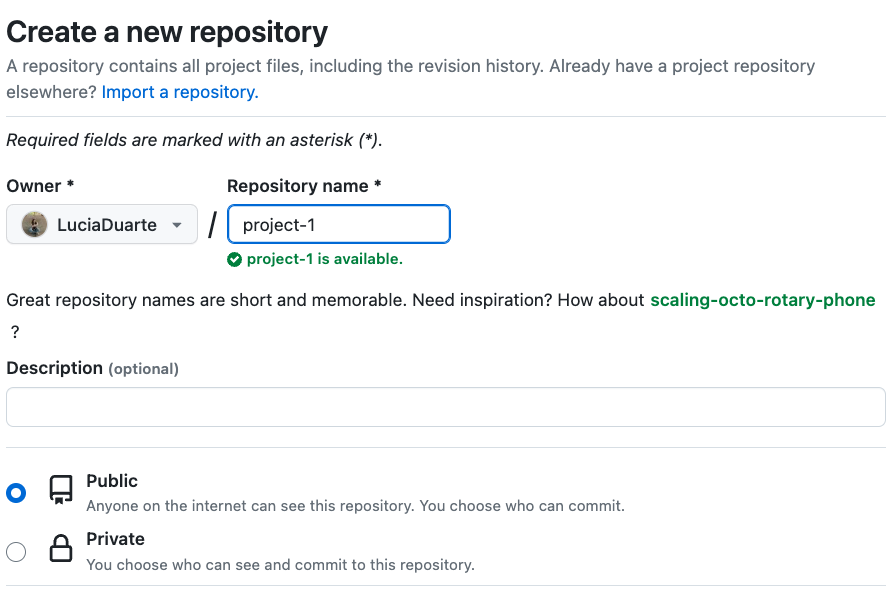 Create a new repository
A repository contains all project files, including the revision history. Already have a project repository
elsewhere? Import a repository.
Required fields are marked with an asterisk (*).
Owner * Repository name *
LuciaDuarte / project-1
project-1 is available.
Great repository names are short and memorable. Need inspiration? How about scaling-octo-rotary-phone
?
Description (optional)
Public
Anyone on the internet can see this repository. You choose who can commit.
Private
You choose who can see and commit to this repository.